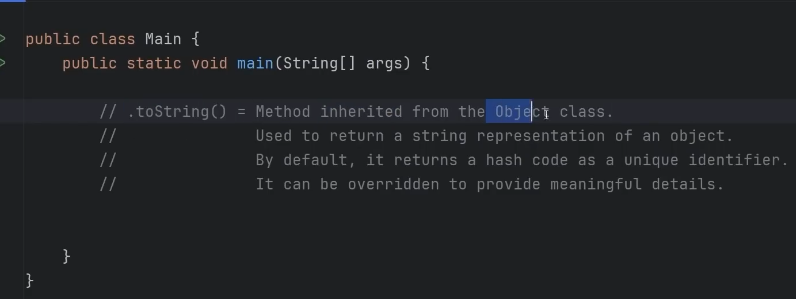 public class Main {
public static void main(String[] args) {
// .toString() = Method inherited from the Object class.
// Used to return a string representation of an object.
// By default, it returns a hash code as a unique identifier.
// It can be overridden to provide meaningful details.
}
}